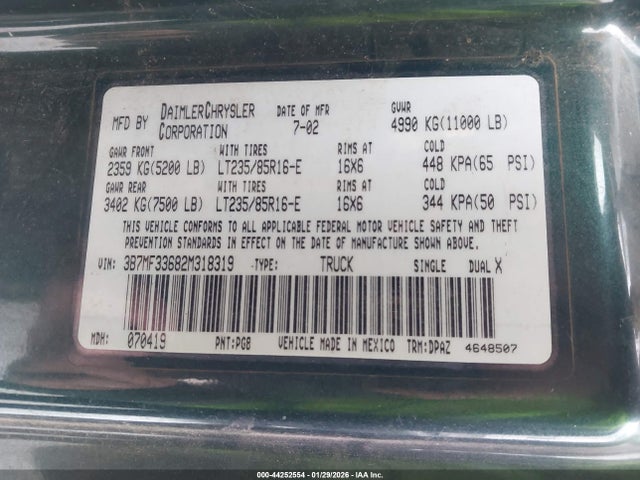 MFD BY DAIMLERCHRYSLER CORPORATION DATE OF MFR 7-02 GVWR 4990 KG(11000 LB)
GAWR FRONT WITH TIRES RIMS AT COLD
2359 KG(5200 LB) LT235/85R16-E 16X6 448 KPA(65 PSI)
GAWR REAR WITH TIRES RIMS AT COLD
3402 KG(7500 LB) LT235/85R16-E 16X6 344 KPA(50 PSI)
THIS VEHICLE CONFORMS TO ALL APPLICABLE FEDERAL MOTOR VEHICLE SAFETY AND THEFT
PREVENTION STANDARDS IN EFFECT ON THE DATE OF MANUFACTURE SHOWN ABOVE.
VIN: 3B7MF33682M318319 TYPE: TRUCK SINGLE DUAL X
MDH: 070419 PNT:PG8 VEHICLE MADE IN MEXICO TRM:DPAZ 4648507
000-44252554 | 01/29/2026 | IAA Inc.